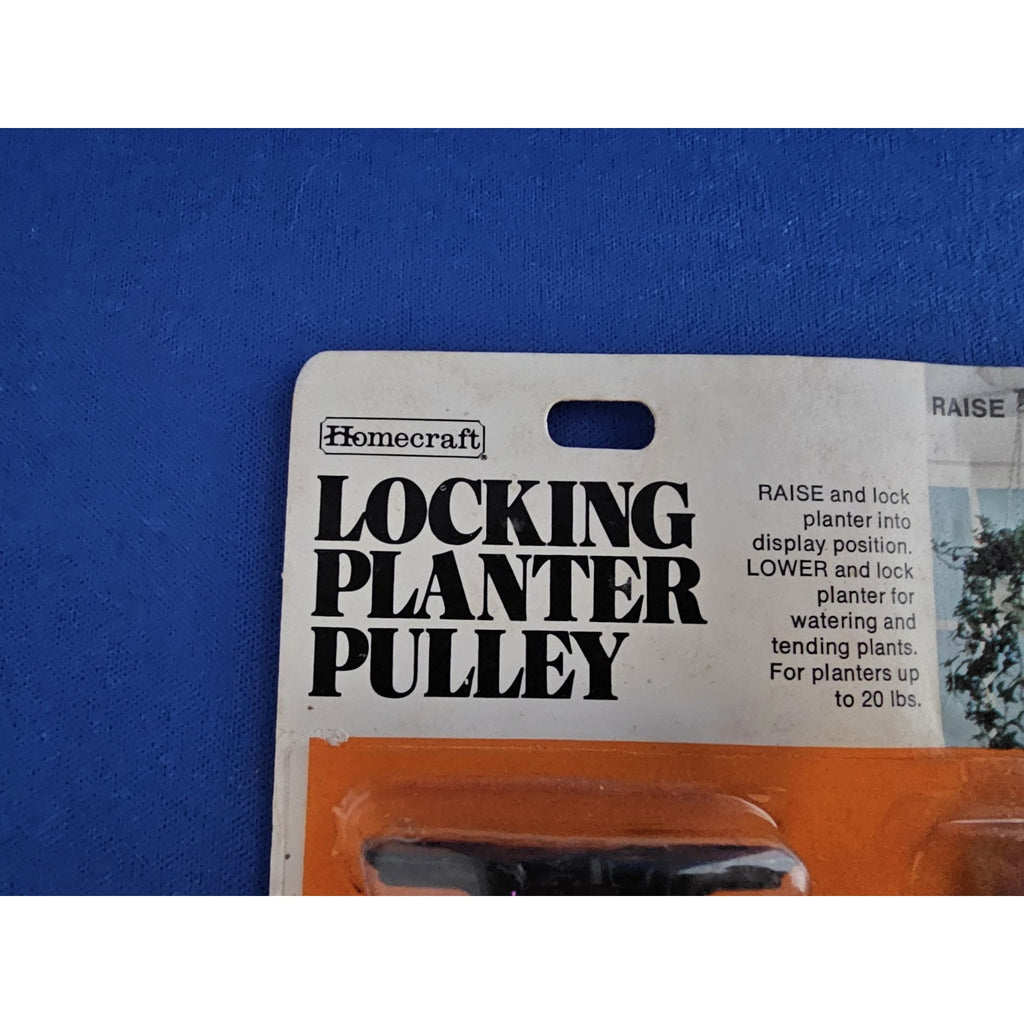 Homecraft
LOCKING
PLANTER
PULLEY
RAISE and lock
planter into
display position.
LOWER and lock
planter for
watering and
tending plants.
For planters up
to 20 lbs.
RAISE